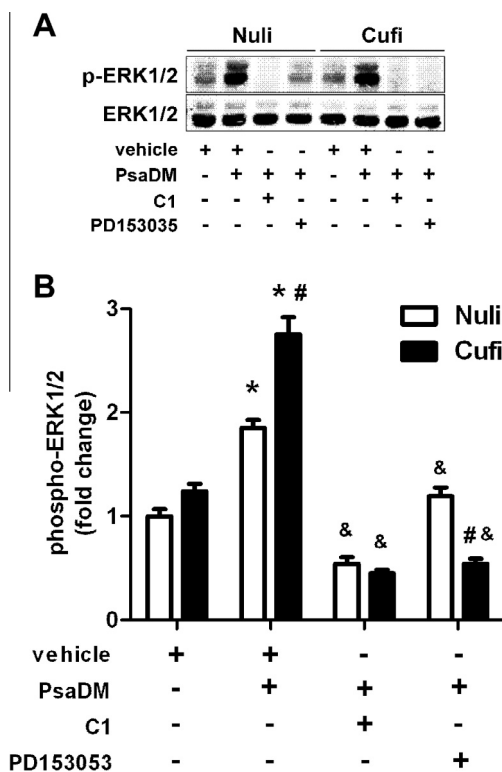 A
Nuli Cufi
p-ERK1/2
ERK1/2
vehicle + + - - + + - -
PsaDM - + + + - + + +
C1 - - + - - - + -
PD153035 - - - + - - - +
B
3
* #
Nuli
Cufi
*
2
phospho-ERK1/2
(fold change)
&
1
& &
# &
0
vehicle + + - -
PsaDM - + + +
C1 - - + -
PD153053 - - - +